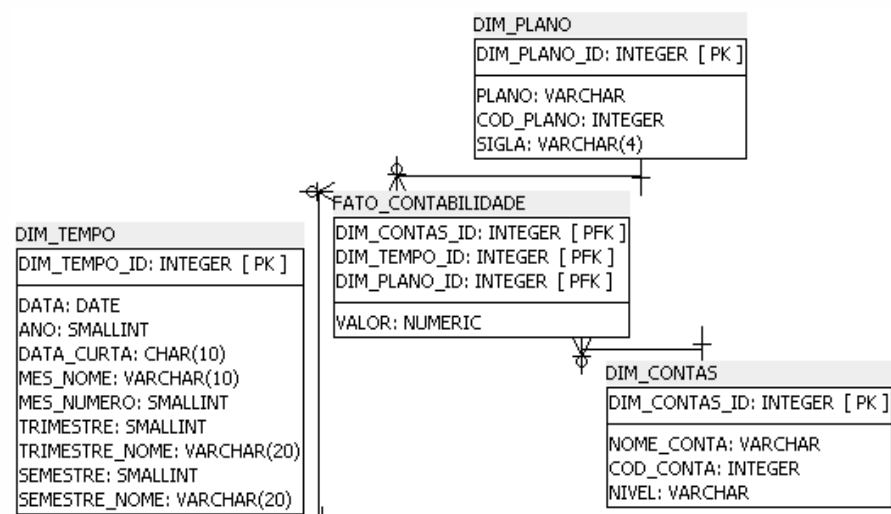 DIM_PLANO
DIM_PLANO_ID: INTEGER [ PK ]
PLANO: VARCHAR
COD_PLANO: INTEGER
SIGLA: VARCHAR(4)
FATO_CONTABILIDADE
DIM_CONTAS_ID: INTEGER [ PFK ]
DIM_TEMPO_ID: INTEGER [ PFK ]
DIM_PLANO_ID: INTEGER [ PFK ]
VALOR: NUMERIC
DIM_TEMPO
DIM_TEMPO_ID: INTEGER [ PK ]
DATA: DATE
ANO: SMALLINT
DATA_CURTA: CHAR(10)
MES_NOME: VARCHAR(10)
MES_NUMERO: SMALLINT
TRIMESTRE: SMALLINT
TRIMESTRE_NOME: VARCHAR(20)
SEMESTRE: SMALLINT
SEMESTRE_NOME: VARCHAR(20)
DIM_CONTAS
DIM_CONTAS_ID: INTEGER [ PK ]
NOME_CONTA: VARCHAR
COD_CONTA: INTEGER
NIVEL: VARCHAR